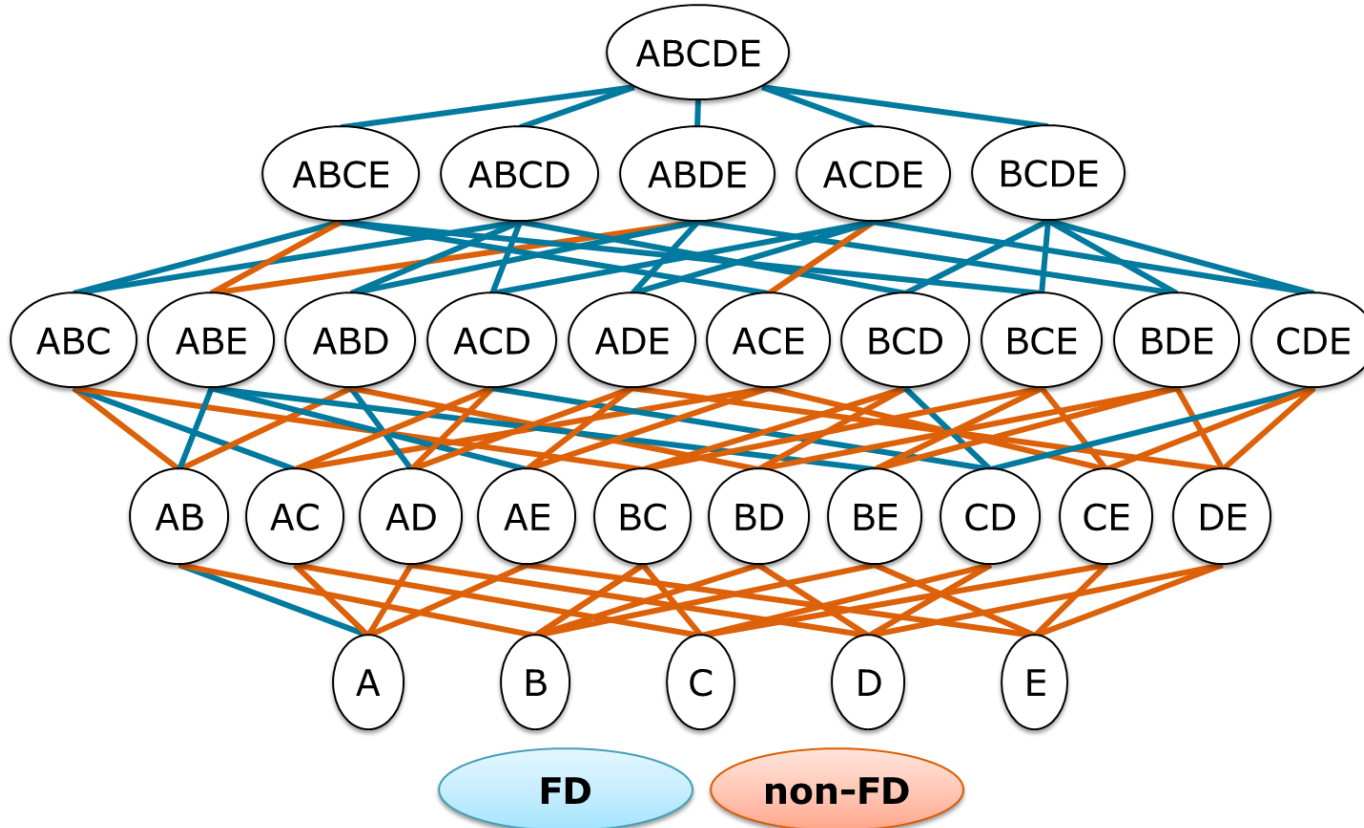 ABCDE
ABCE ABCD ABDE ACDE BCDE
ABC ABE ABD ACD ADE ACE BCD BCE BDE CDE
AB AC AD AE BC BD BE CD CE DE
A B C D E
FD non-FD